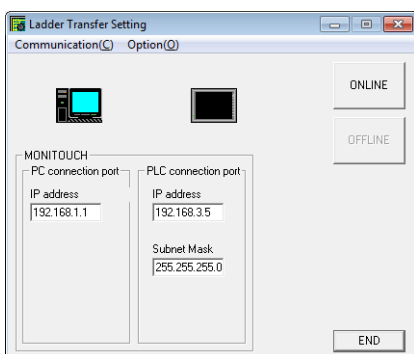 Ladder Transfer Setting
Communication(C) Option(O)
ONLINE
OFFLINE
MONITOUCH
PC connection port
IP address
192.168.1.1
PLC connection port
IP address
192.168.3.5
Subnet Mask
255.255.255.0
END